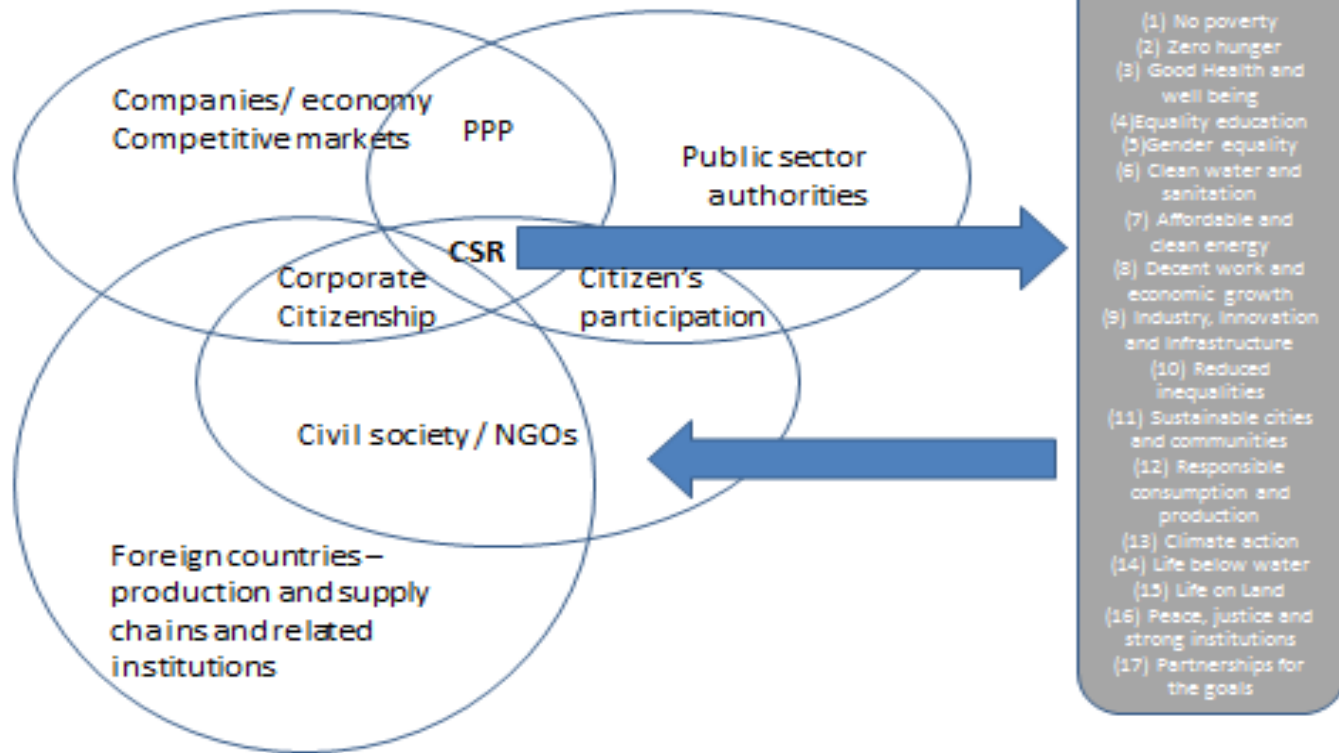 Companies/ economy
Competitive markets
PPP
Public sector
authorities
CSR
Corporate
Citizenship
Citizen's
participation
Civil society / NGOs
Foreign countries –
production and supply
chains and related
institutions
(1) No poverty
(2) Zero hunger
(3) Good Health and
well being
(4)Equality education
(5)Gender equality
(6) Clean water and
sanitation
(7) Affordable and
clean energy
(8) Decent work and
economic growth
(9) Industry, Innovation
and Infrastructure
(10) Reduced
inequalities
(11) Sustainable cities
and communities
(12) Responsible
consumption and
production
(13) Climate action
(14) Life below water
(15) Life on Land
(16) Peace, justice and
strong institutions
(17) Partnerships for
the goals